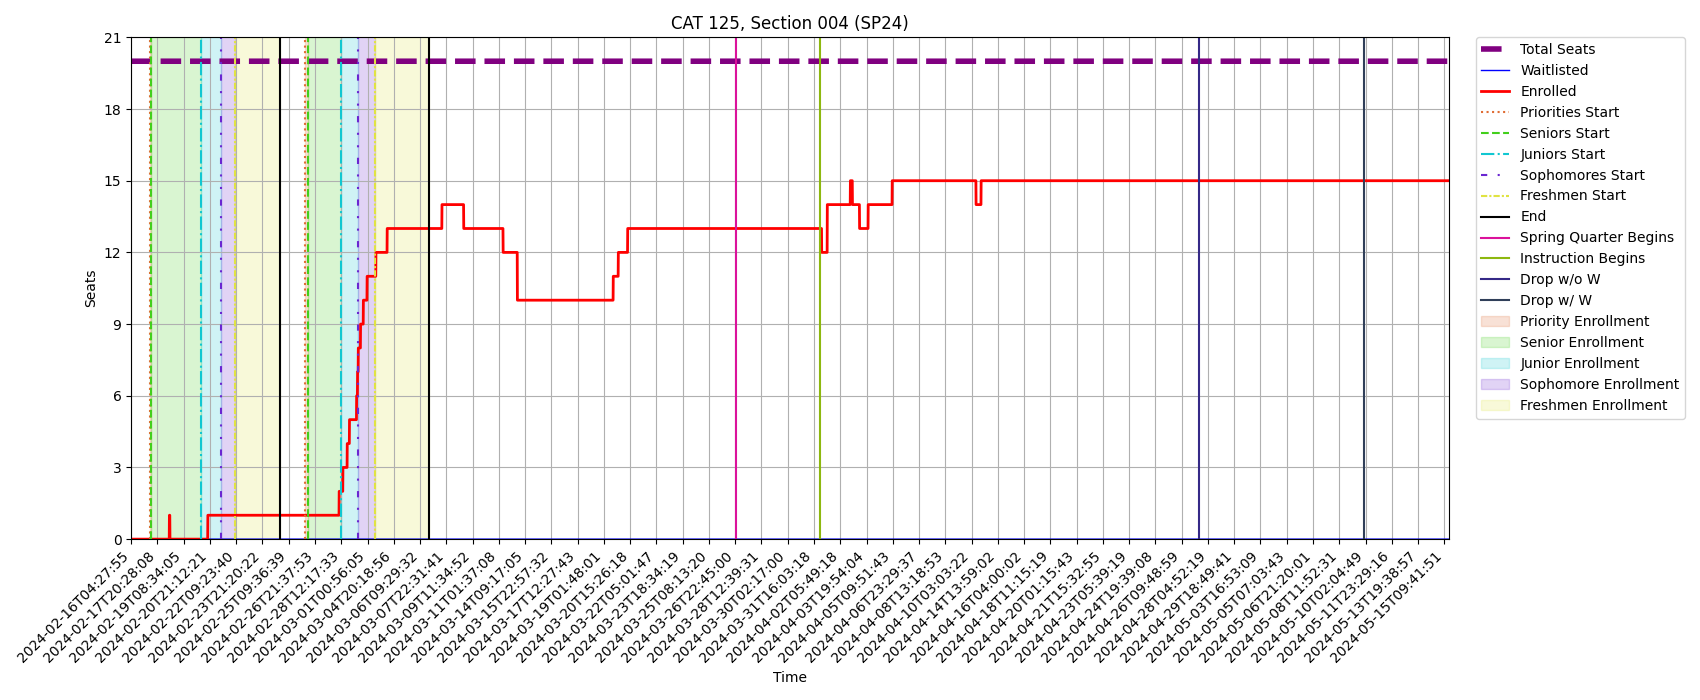 CAT 125, Section 004 (SP24)
21
18
15
12
9
6
3
0
Seats
2024-02-16T04:27:55
2024-02-17T20:28:08
2024-02-19T08:34:05
2024-02-20T21:12:21
2024-02-22T09:23:40
2024-02-23T21:20:22
2024-02-25T09:36:39
2024-02-26T21:37:53
2024-02-28T12:17:33
2024-03-01T00:56:05
2024-03-04T20:18:56
2024-03-06T09:29:32
2024-03-07T22:31:41
2024-03-09T11:34:52
2024-03-11T01:37:08
2024-03-14T09:17:05
2024-03-15T22:57:32
2024-03-17T12:27:43
2024-03-19T01:48:01
2024-03-20T15:26:18
2024-03-22T05:01:47
2024-03-23T18:34:19
2024-03-25T08:13:20
2024-03-26T22:45:00
2024-03-28T12:39:31
2024-03-30T02:17:00
2024-03-31T16:03:18
2024-04-02T05:49:18
2024-04-03T19:54:04
2024-04-05T09:51:43
2024-04-06T23:29:37
2024-04-08T13:18:53
2024-04-10T03:03:22
2024-04-14T13:59:02
2024-04-16T04:00:02
2024-04-18T11:15:19
2024-04-20T01:15:43
2024-04-21T15:32:55
2024-04-23T05:39:19
2024-04-24T19:39:08
2024-04-26T09:48:59
2024-04-28T04:52:19
2024-04-29T18:49:41
2024-05-03T16:53:09
2024-05-05T07:03:43
2024-05-06T21:20:01
2024-05-08T11:52:31
2024-05-10T02:04:49
2024-05-11T23:29:16
2024-05-13T19:38:57
2024-05-15T09:41:51
Time
Total Seats
Waitlisted
Enrolled
Priorities Start
Seniors Start
Juniors Start
Sophomores Start
Freshmen Start
End
Spring Quarter Begins
Instruction Begins
Drop w/o W
Drop w/ W
Priority Enrollment
Senior Enrollment
Junior Enrollment
Sophomore Enrollment
Freshmen Enrollment